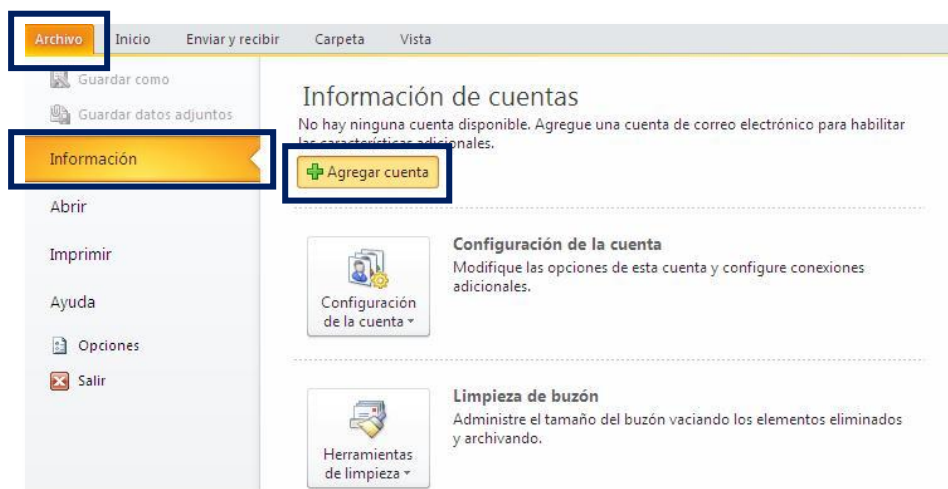 Archivo Inicio Enviar y recibir Carpeta Vista
Guardar como
Guardar datos adjuntos
Información
Abrir
Imprimir
Ayuda
Opciones
Salir
Información de cuentas
No hay ninguna cuenta disponible. Agregue una cuenta de correo electrónico para habilitar
las características adicionales.
Agregar cuenta
Configuración
de la cuenta
Configuración de la cuenta
Modifique las opciones de esta cuenta y configure conexiones
adicionales.
Herramientas
de limpieza
Limpieza de buzón
Administre el tamaño del buzón vaciando los elementos eliminados
y archivando.